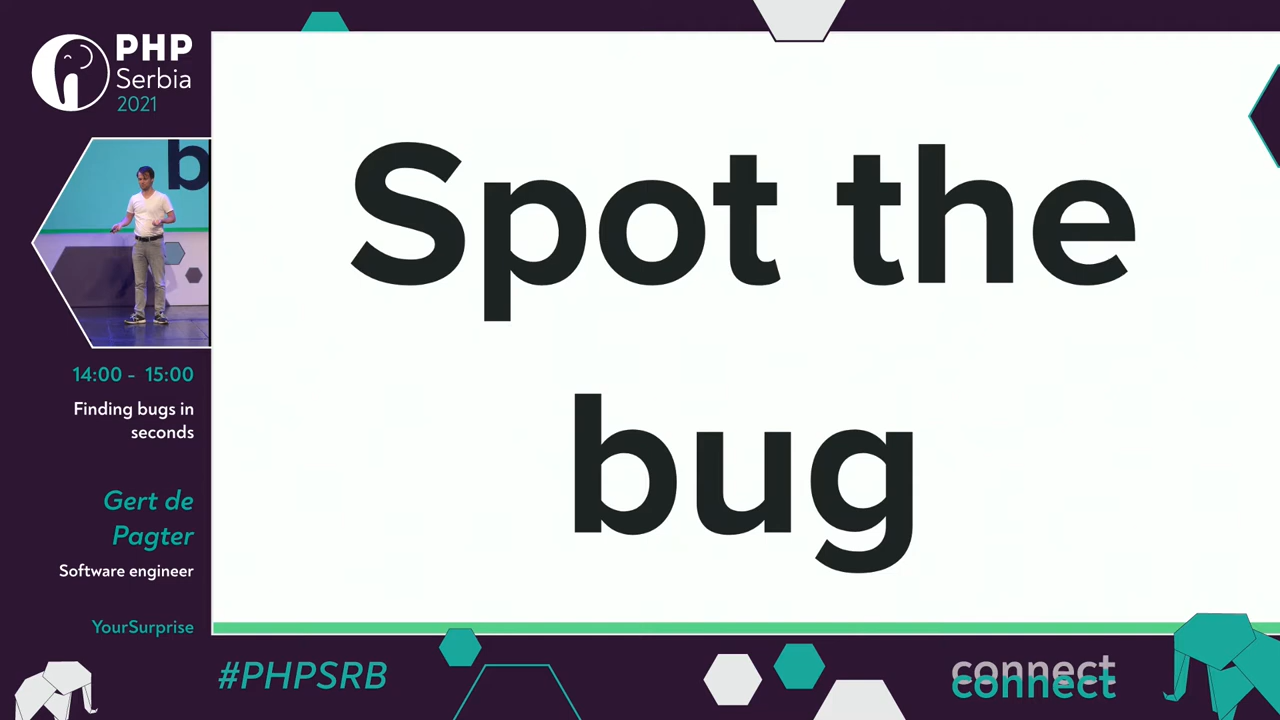 PHP
Serbia
2021
b
14:00 - 15:00
Finding bugs in
seconds
Gert de
Pagter
Software engineer
YourSurprise
Spot the
bug
#PHPSRB
connect
connect